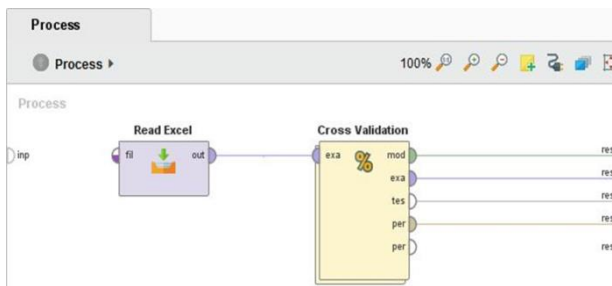 Process
Process
100%
Process
Read Excel
Cross Validation
inp
fil
out
exa
mod
exa
tes
per
per
res
res
res
res
res